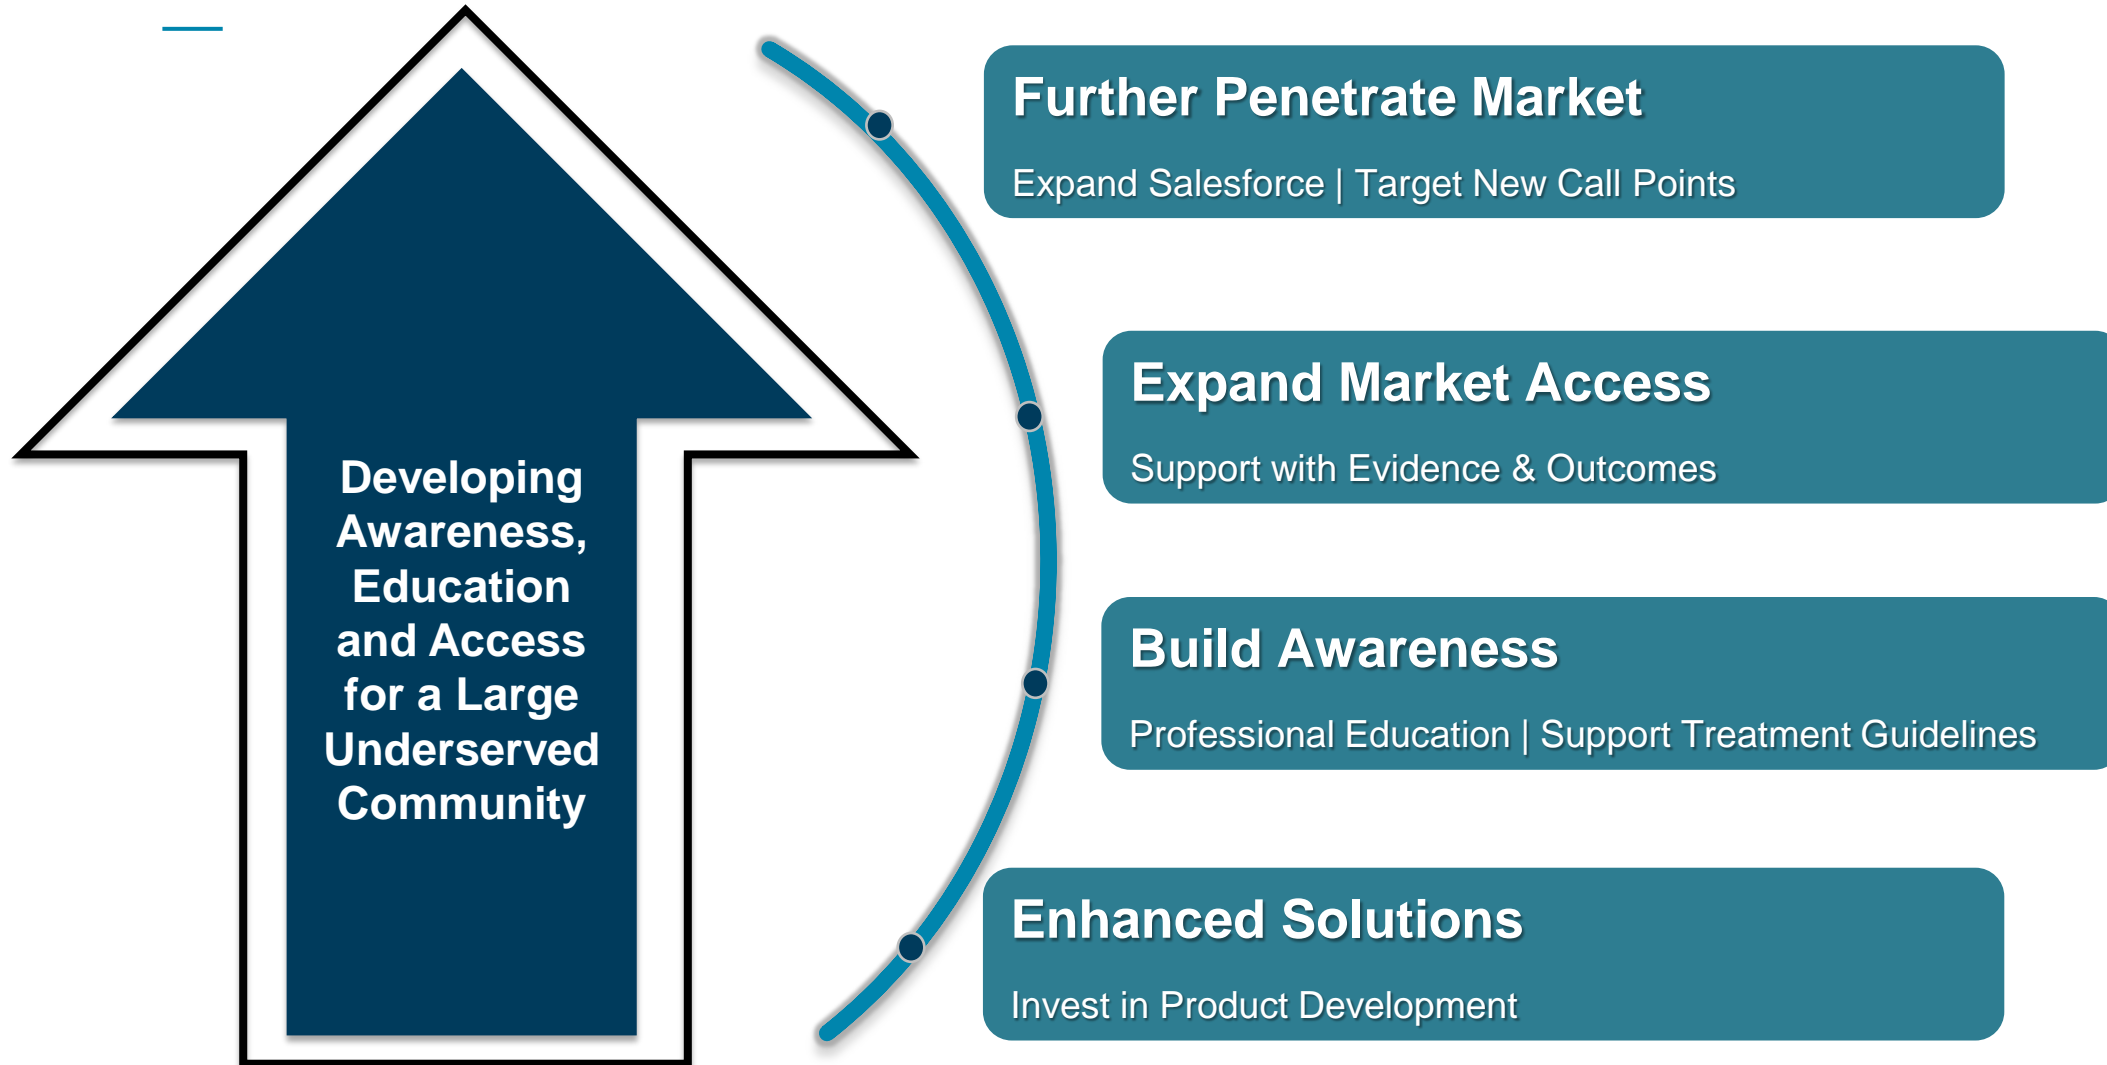 Developing
Awareness,
Education
and Access
for a Large
Underserved
Community
Further Penetrate Market
Expand Salesforce | Target New Call Points
Expand Market Access
Support with Evidence & Outcomes
Build Awareness
Professional Education | Support Treatment Guidelines
Enhanced Solutions
Invest in Product Development